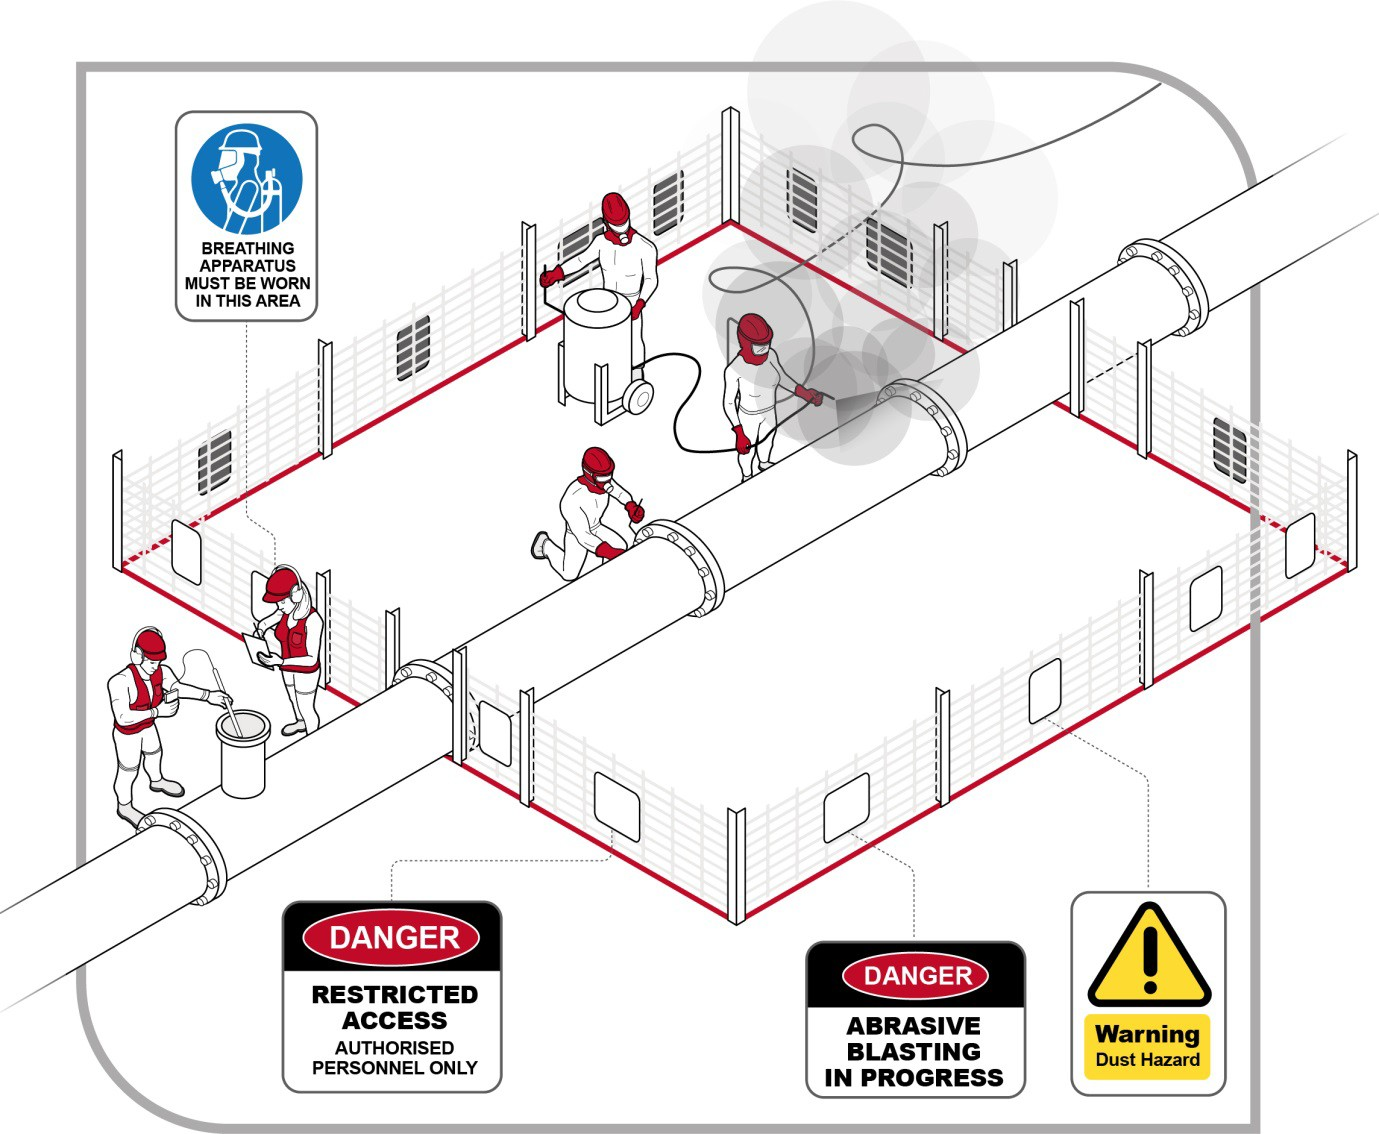 BREATHING
APPARATUS
MUST BE WORN
IN THIS AREA
DANGER
RESTRICTED
ACCESS
AUTHORISED
PERSONNEL ONLY
DANGER
ABRASIVE
BLASTING
IN PROGRESS
Warning
Dust Hazard